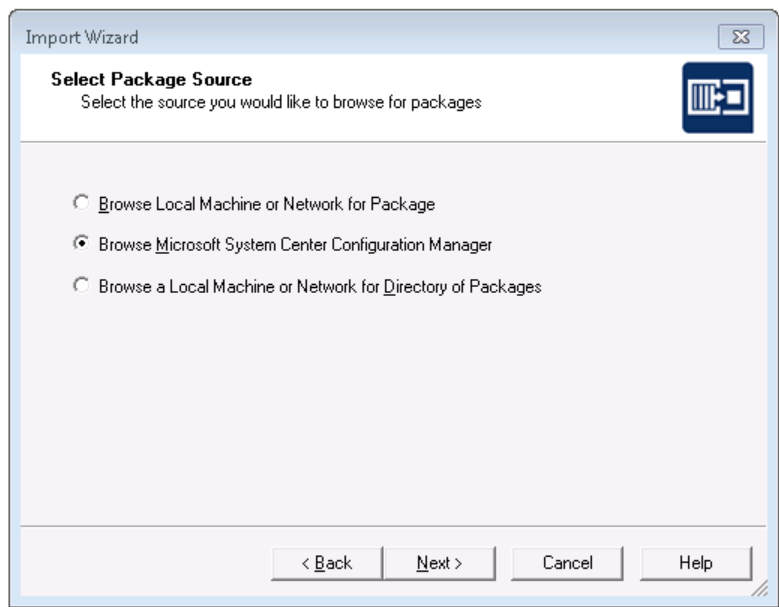 Import Wizard
Select Package Source
Select the source you would like to browse for packages
Browse Local Machine or Network for Package
Browse Microsoft System Center Configuration Manager
Browse a Local Machine or Network for Directory of Packages
< Back Next > Cancel Help